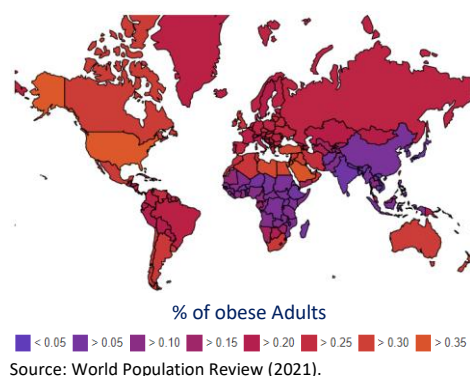 % of obese Adults
< 0.05 > 0.05 > 0.10 > 0.15 > 0.20 > 0.25 > 0.30 > 0.35
Source: World Population Review (2021).